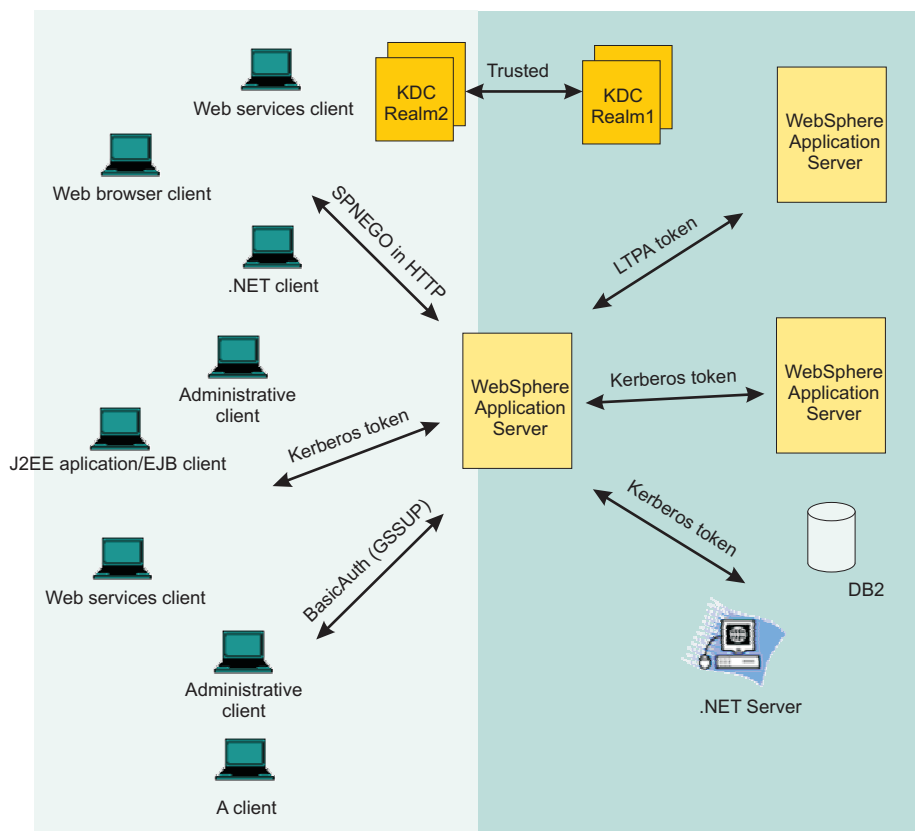 Web services client
KDC
Realm2
Trusted
KDC
Realm1
WebSphere
Application
Server
Web browser client
SPNEGO in HTTP
.NET client
LTPA token
Administrative
client
WebSphere
Application
Server
Kerberos token
WebSphere
Application
Server
J2EE aplication/EJB client
Kerberos token
Kerberos token
Web services client
BasicAuth (GSSUP)
DB2
Administrative
client
.NET Server
A client